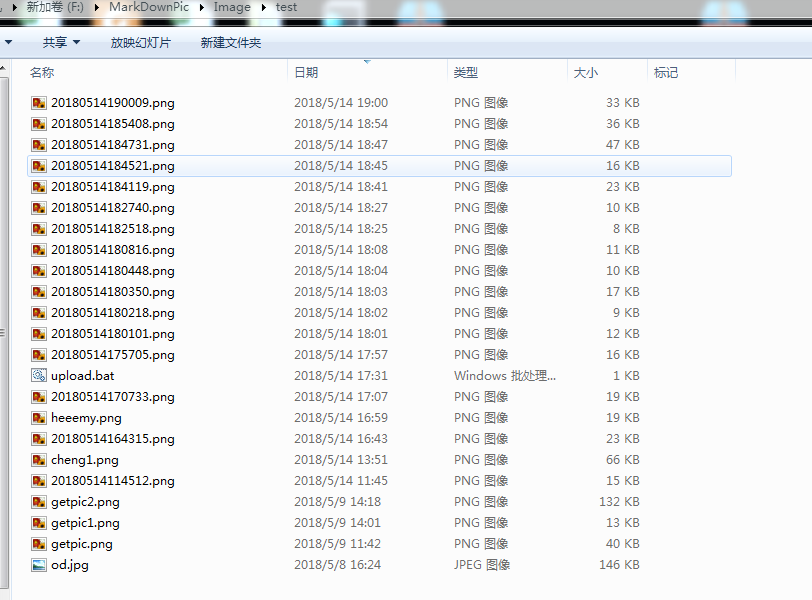 新加卷 (F:) MarkDownPic Image test
共享 放映幻灯片 新建文件夹
名称 日期 类型 大小 标记
20180514190009.png 2018/5/14 19:00 PNG 图像 33 KB
20180514185408.png 2018/5/14 18:54 PNG 图像 36 KB
20180514184731.png 2018/5/14 18:47 PNG 图像 47 KB
20180514184521.png 2018/5/14 18:45 PNG 图像 16 KB
20180514184119.png 2018/5/14 18:41 PNG 图像 23 KB
20180514182740.png 2018/5/14 18:27 PNG 图像 10 KB
20180514182518.png 2018/5/14 18:25 PNG 图像 8 KB
20180514180816.png 2018/5/14 18:08 PNG 图像 11 KB
20180514180448.png 2018/5/14 18:04 PNG 图像 10 KB
20180514180350.png 2018/5/14 18:03 PNG 图像 17 KB
20180514180218.png 2018/5/14 18:02 PNG 图像 9 KB
20180514180101.png 2018/5/14 18:01 PNG 图像 12 KB
20180514175705.png 2018/5/14 17:57 PNG 图像 16 KB
upload.bat 2018/5/14 17:31 Windows 批处理... 1 KB
20180514170733.png 2018/5/14 17:07 PNG 图像 19 KB
heeemy.png 2018/5/14 16:59 PNG 图像 19 KB
20180514164315.png 2018/5/14 16:43 PNG 图像 23 KB
cheng1.png 2018/5/14 13:51 PNG 图像 66 KB
20180514114512.png 2018/5/14 11:45 PNG 图像 15 KB
getpic2.png 2018/5/9 14:18 PNG 图像 132 KB
getpic1.png 2018/5/9 14:01 PNG 图像 13 KB
getpic.png 2018/5/9 11:42 PNG 图像 40 KB
od.jpg 2018/5/8 16:24 JPEG 图像 146 KB